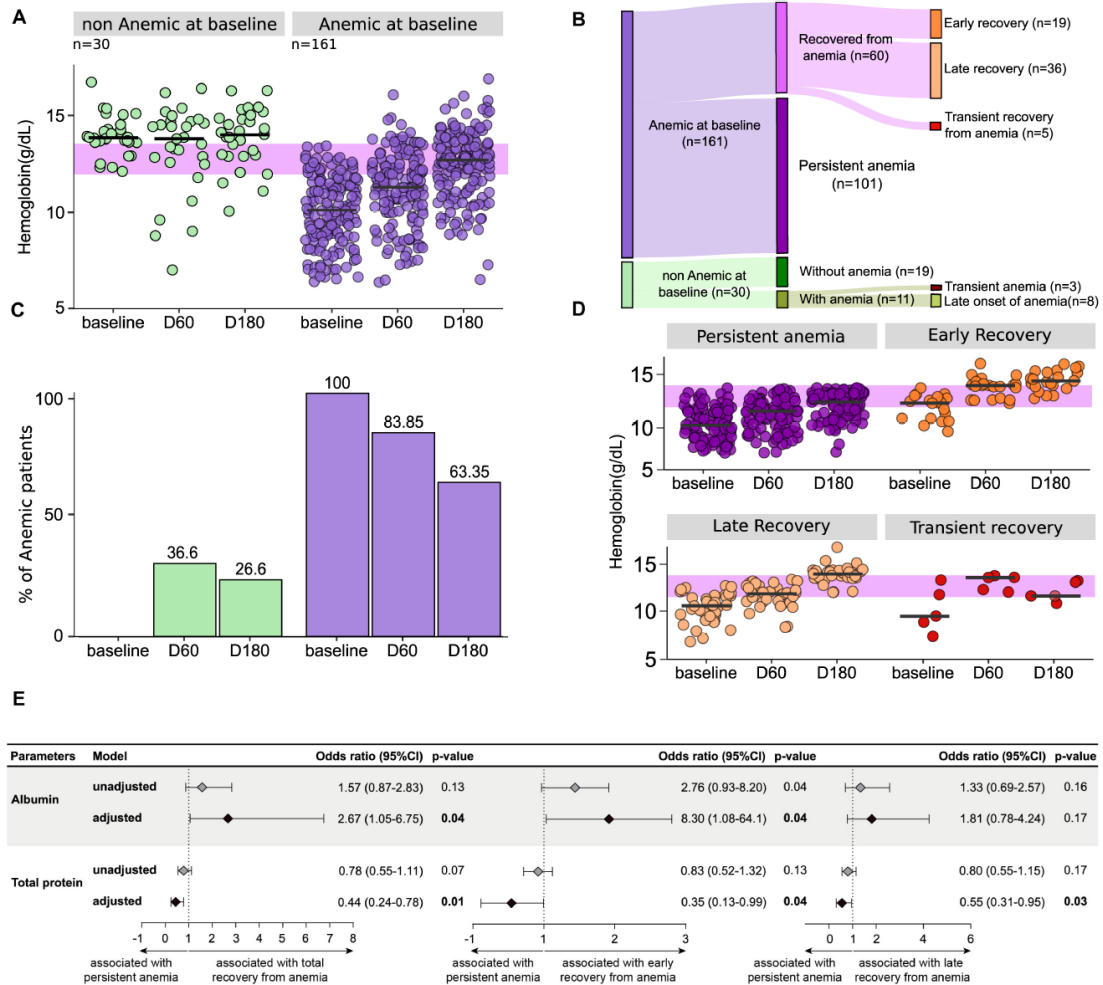 A
non Anemic at baseline
Anemic at baseline
n=30
n=161
Hemoglobin(g/dL)
15
10
5
baseline D60 D180 baseline D60 D180
B
Anemic at baseline
(n=161)
non Anemic at
baseline (n=30)
Recovered from
anemia (n=60)
Persistent anemia
(n=101)
Without anemia (n=19)
With anemia (n=11)
Early recovery (n=19)
Late recovery (n=36)
Transient recovery
from anemia (n=5)
Transient anemia (n=3)
Late onset of anemia(n=8)
C
% of Anemic patients
100
50
0
36.6
26.6
100
83.85
63.35
baseline D60 D180 baseline D60 D180
D
Persistent anemia
Early Recovery
Hemoglobin(g/dL)
15
10
5
baseline D60 D180 baseline D60 D180
Late Recovery
Transient recovery
15
10
5
baseline D60 D180 baseline D60 D180
E
Parameters Model Odds ratio (95%CI) p-value Odds ratio (95%CI) p-value Odds ratio (95%CI) p-value
Albumin
unadjusted 1.57 (0.87-2.83) 0.13 2.76 (0.93-8.20) 0.04 1.33 (0.69-2.57) 0.16
adjusted 2.67 (1.05-6.75) 0.04 8.30 (1.08-64.1) 0.04 1.81 (0.78-4.24) 0.17
Total protein
unadjusted 0.78 (0.55-1.11) 0.07 0.83 (0.52-1.32) 0.13 0.80 (0.55-1.15) 0.17
adjusted 0.44 (0.24-0.78) 0.01 0.35 (0.13-0.99) 0.04 0.55 (0.31-0.95) 0.03
-1 0 1 2 3 4 5 6 7 8
-1 1 3
0 1 2 4 6
associated with
persistent anemia
associated with total
recovery from anemia
associated with
persistent anemia
associated with early
recovery from anemia
associated with
persistent anemia
associated with late
recovery from anemia